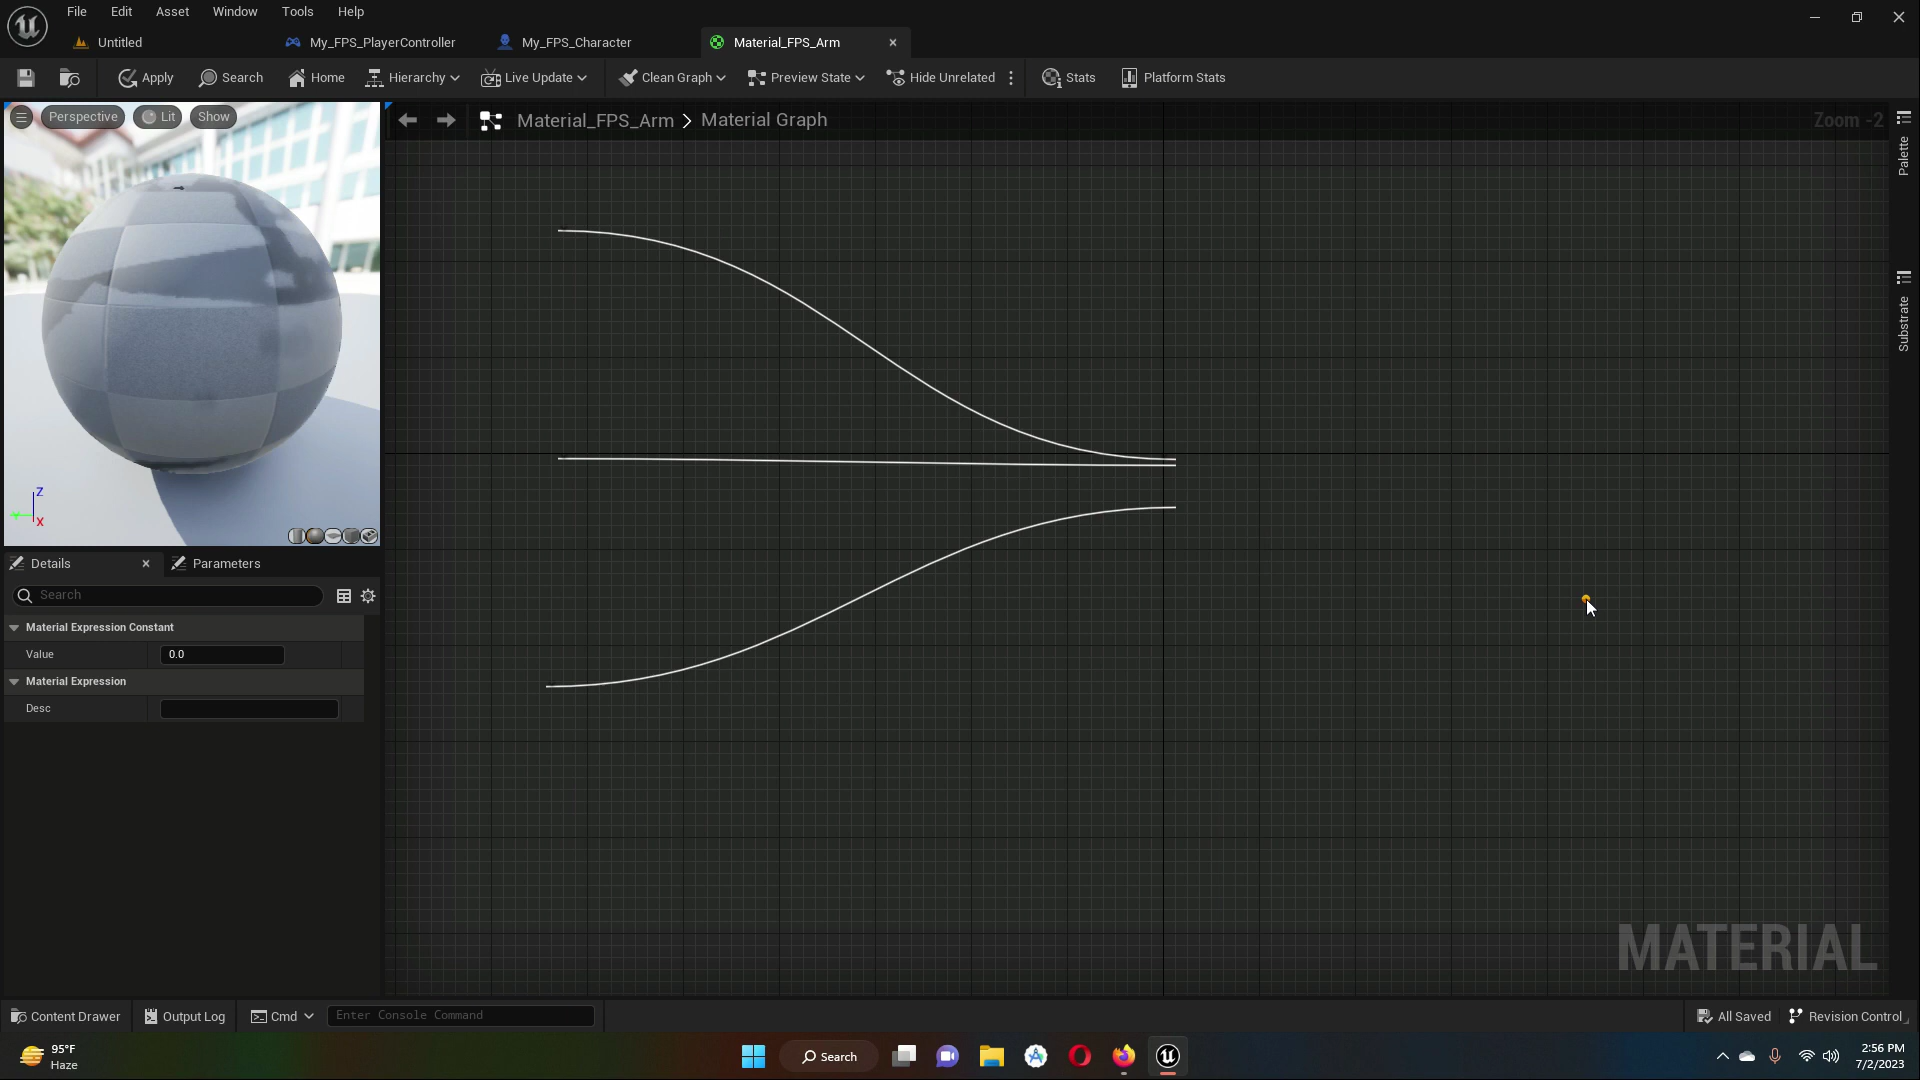 File Edit Asset Window Tools Help
Untitled My_FPS_PlayerController My_FPS_Character Material_FPS_Arm
Apply Search Home Hierarchy Live Update Clean Graph Preview State Hide Unrelated Stats Platform Stats
Perspective Lit Show
Material_FPS_Arm > Material Graph
Zoom -2
Palette
Substrate
Z
Y
X
Details Parameters
Search
Material Expression Constant
Value 0.0
Material Expression
Desc
MATERIAL
Content Drawer Output Log Cmd Enter Console Command All Saved Revision Control
95°F
Haze
Search
2:56 PM
7/2/2023